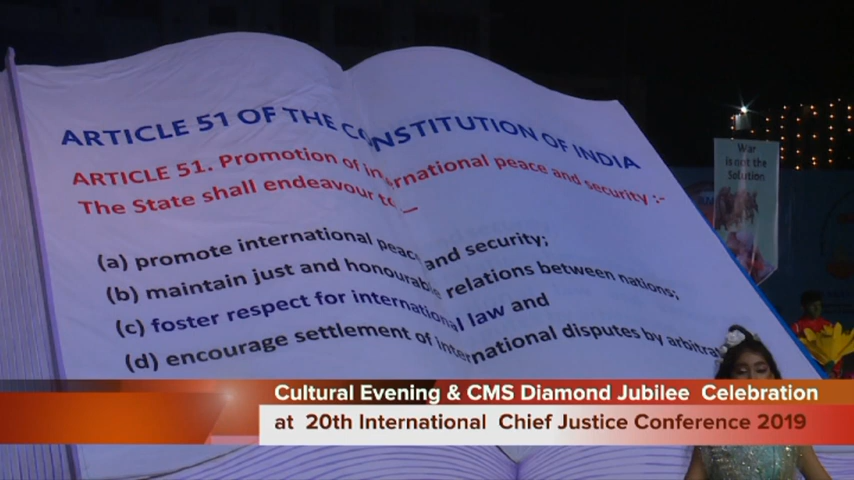 ARTICLE 51 OF THE CONSTITUTION OF INDIA
ARTICLE 51. Promotion of international peace and security :-
The State shall endeavour to –
(a) promote international peace and security;
(b) maintain just and honourable relations between nations;
(c) foster respect for international law and
(d) encourage settlement of international disputes by
War
is not the
Solution
Cultural Evening & CMS Diamond Jubilee Celebration
at 20th International Chief Justice Conference 2019